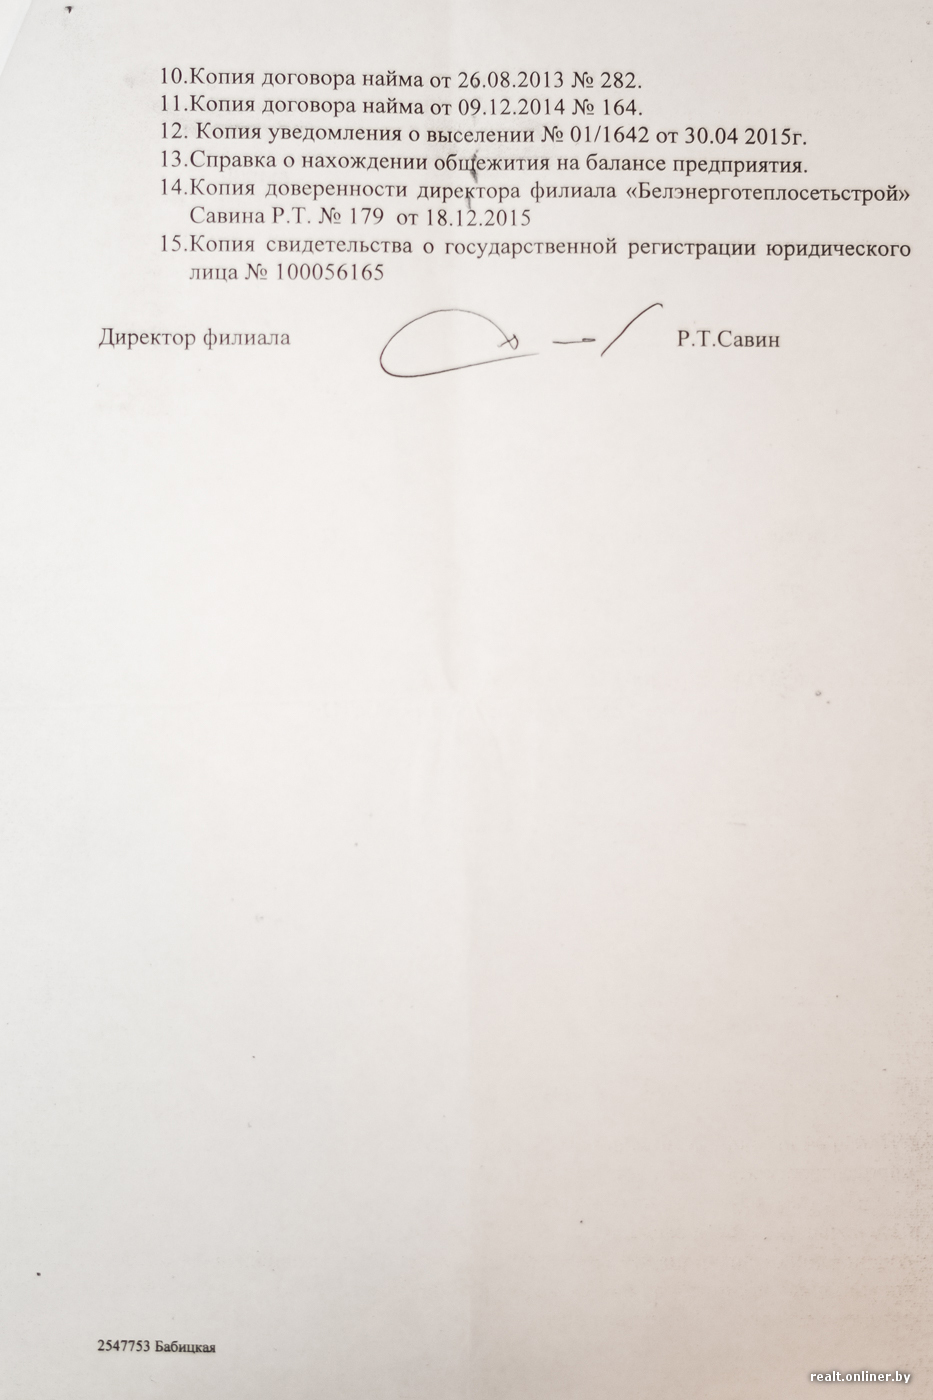 10.Копия договора найма от 26.08.2013 № 282.
11.Копия договора найма от 09.12.2014 № 164.
12. Копия уведомления о выселении № 01/1642 от 30.04 2015г.
13.Справка о нахождении общежития на балансе предприятия.
14.Копия доверенности директора филиала «Белэнерготеплосетьстрой»
Савина Р.Т. № 179 от 18.12.2015
15.Копия свидетельства о государственной регистрации юридического
лица № 100056165
Директор филиала Р.Т.Савин
2547753 Бабицкая
realt.onliner.by